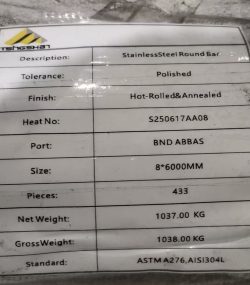 TSINGSHAN
Description: StainlessSteel Round Bar
Tolerance: Polished
Finish: Hot-Rolled&Annealed
Heat No: S250617AA08
Port: BND ABBAS
Size: 8*6000MM
Pieces: 433
Net Weight: 1037.00 KG
GrossWeight: 1038.00 KG
Standard: ASTM A276,AISI304L